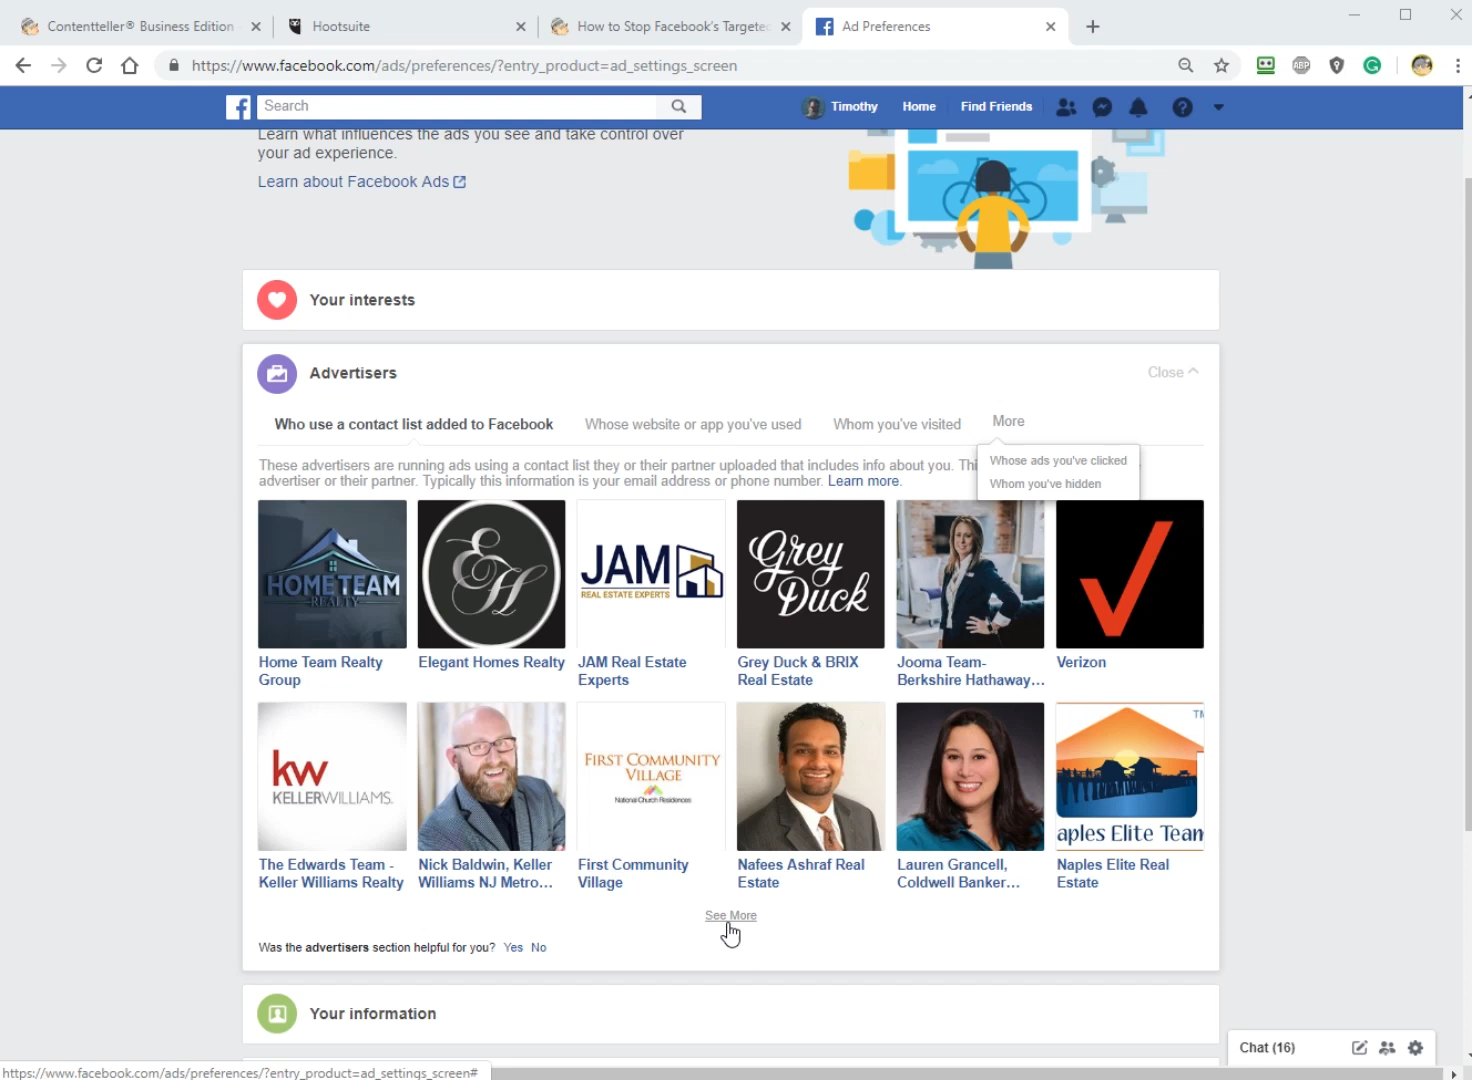 Contentteller® Business Edition
Hootsuite
How to Stop Facebook's Targete
Ad Preferences
https://www.facebook.com/ads/preferences/?entry_product=ad_settings_screen
ABP
Search
Timothy
Home
Find Friends
Learn what influences the ads you see and take control over
your ad experience.
Learn about Facebook Ads
Your interests
Advertisers
Close
Who use a contact list added to Facebook
Whose website or app you've used
Whom you've visited
More
Whose ads you've clicked
Whom you've hidden
These advertisers are running ads using a contact list they or their partner uploaded that includes info about you. Thi
advertiser or their partner. Typically this information is your email address or phone number. Learn more.
HOMETEAM
REALTY
EH
JAM
REAL ESTATE EXPERTS
Grey
Duck
Home Team Realty
Group
Elegant Homes Realty
JAM Real Estate
Experts
Grey Duck & BRIX
Real Estate
Jooma Team-
Berkshire Hathaway...
Verizon
kw
KELLERWILLIAMS.
FIRST COMMUNITY
VILLAGE
National Church Residences
TM
aples Elite Team
The Edwards Team -
Keller Williams Realty
Nick Baldwin, Keller
Williams NJ Metro...
First Community
Village
Nafees Ashraf Real
Estate
Lauren Grancell,
Coldwell Banker...
Naples Elite Real
Estate
See More
Was the advertisers section helpful for you? Yes No
Your information
Chat (16)
https://www.facebook.com/ads/preferences/?entry_product=ad_settings_screen#